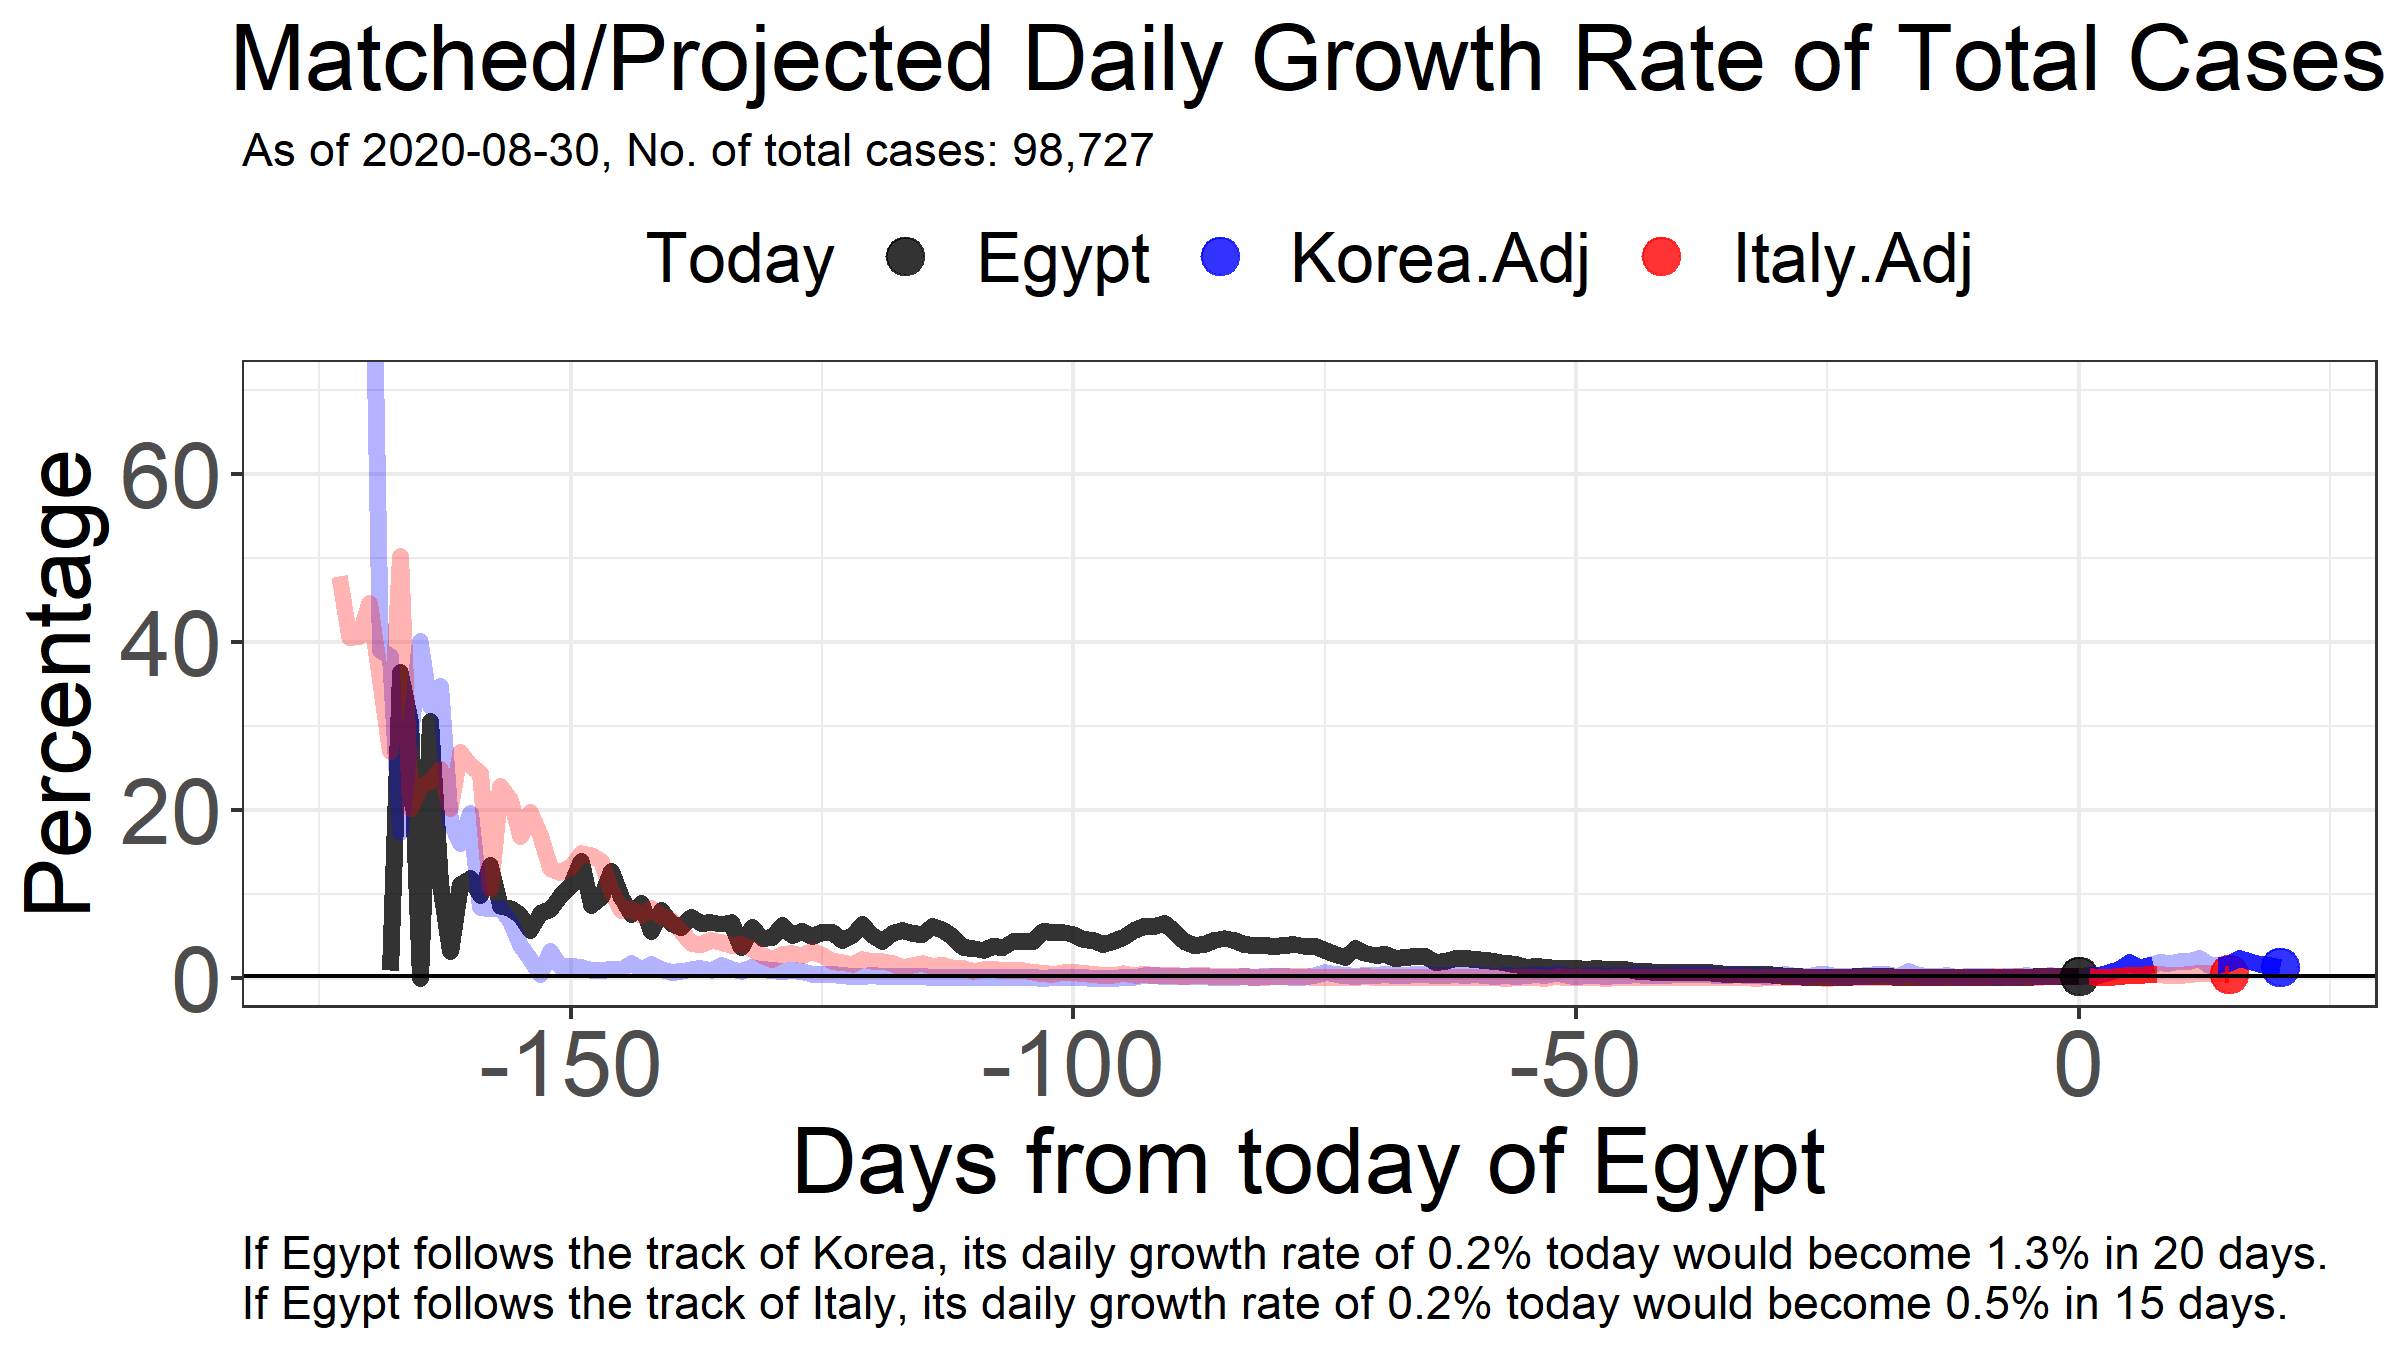 Matched/Projected Daily Growth Rate of Total Cases
As of 2020-08-30, No. of total cases: 98,727
Today Egypt Korea.Adj Italy.Adj
Percentage
60
40
20
0
-150 -100 -50 0
Days from today of Egypt
If Egypt follows the track of Korea, its daily growth rate of 0.2% today would become 1.3% in 20 days.
If Egypt follows the track of Italy, its daily growth rate of 0.2% today would become 0.5% in 15 days.